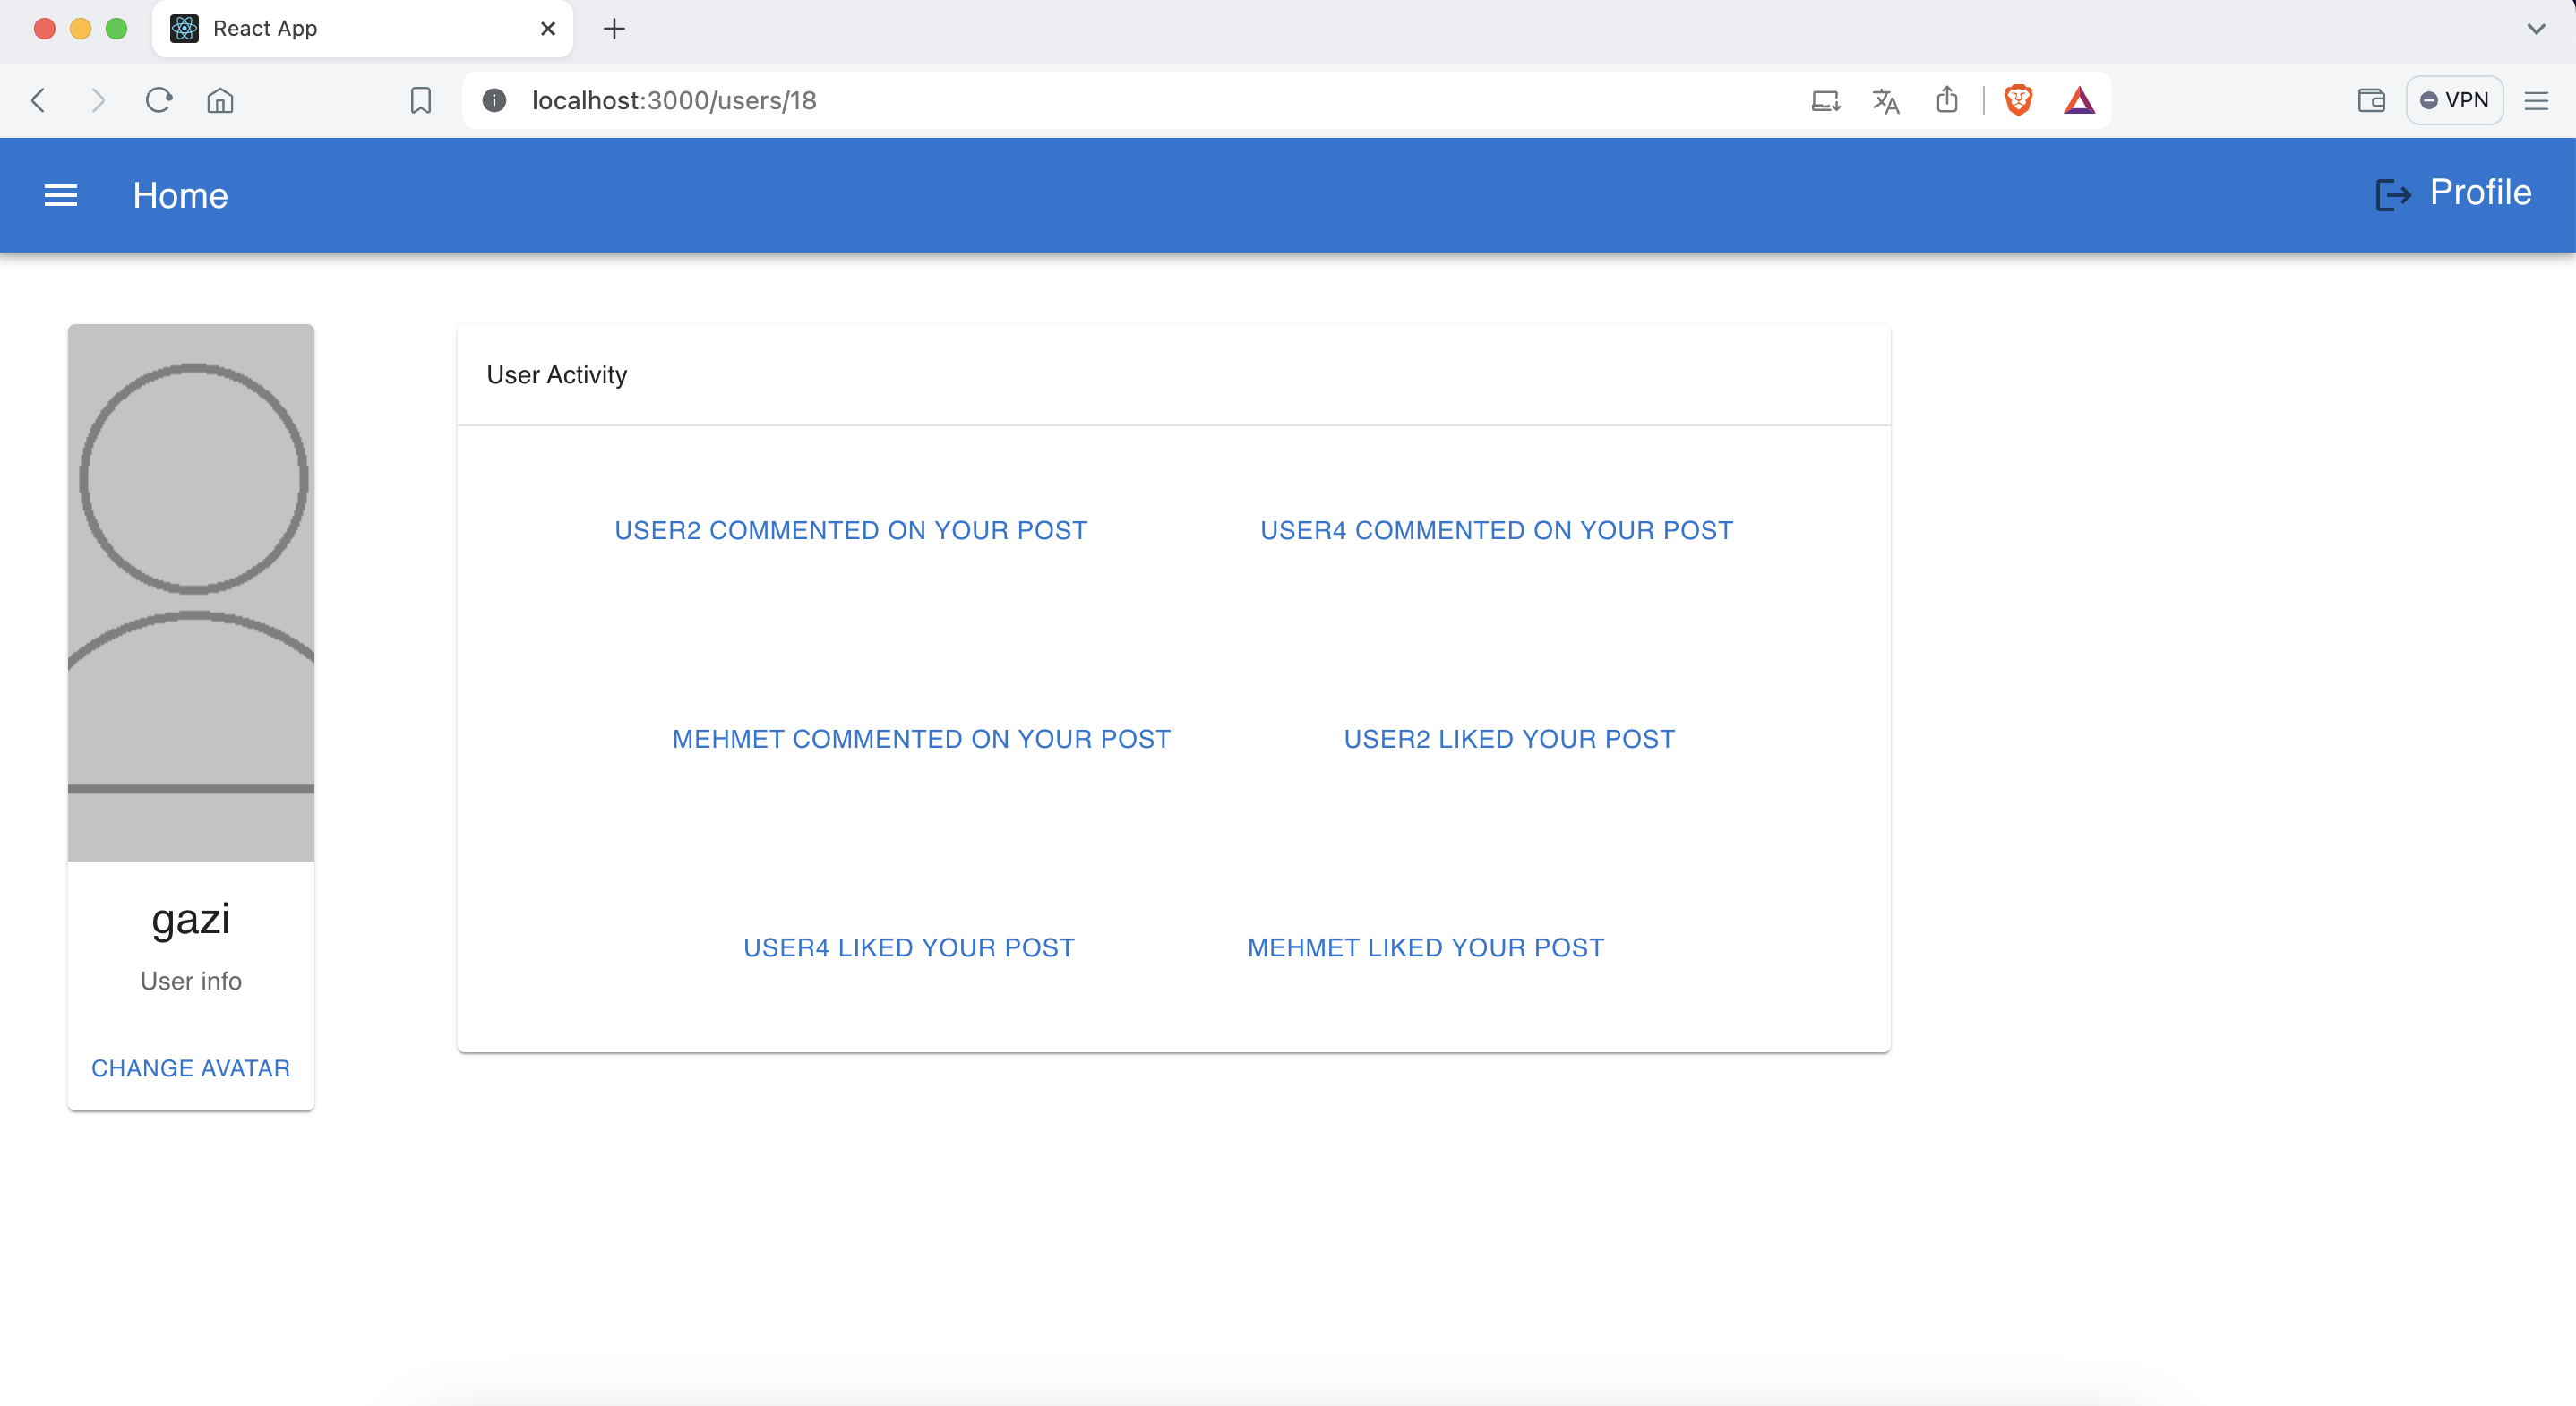 React App
localhost:3000/users/18
VPN
Home
Profile
User Activity
USER2 COMMENTED ON YOUR POST
USER4 COMMENTED ON YOUR POST
MEHMET COMMENTED ON YOUR POST
USER2 LIKED YOUR POST
USER4 LIKED YOUR POST
MEHMET LIKED YOUR POST
gazi
User info
CHANGE AVATAR